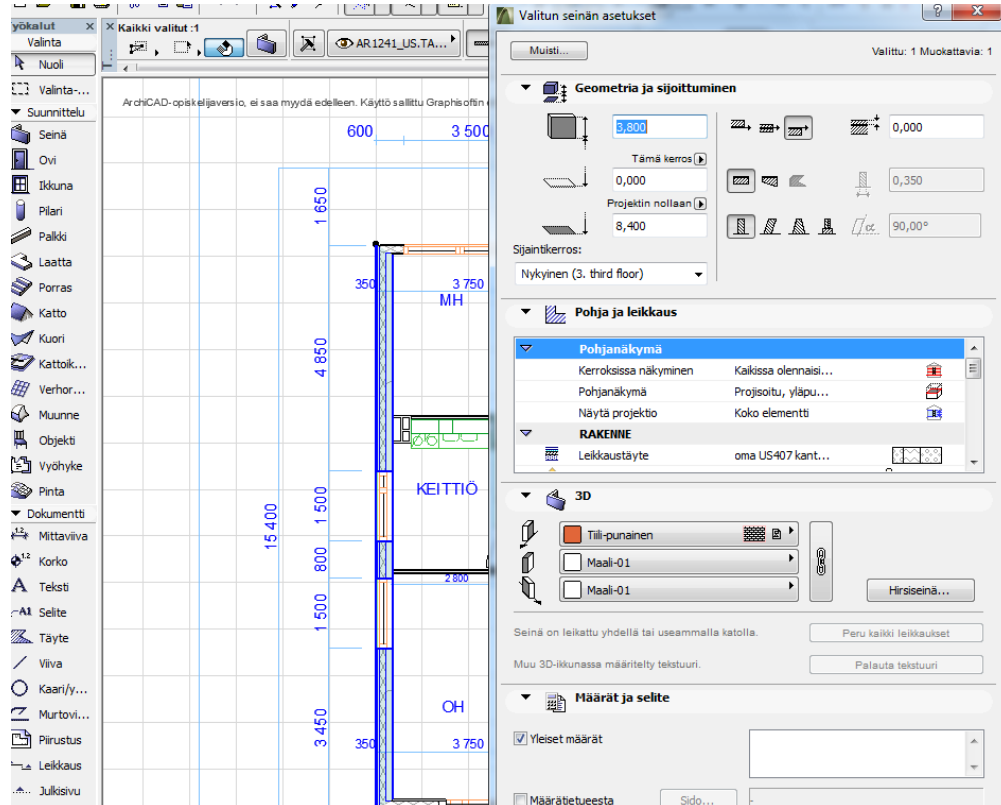 yökalut
Valinta
Nuoli
Valinta-...
Suunnittelu
Seinä
Ovi
Ikkuna
Pilari
Palkki
Laatta
Porras
Katto
Kuori
Kattoik...
Verhor...
Muunne
Objekti
Vyöhyke
Pinta
Dokumentti
1.2 Mittaviiva
1.2 Korko
A Teksti
A1 Selite
Täyte
Viiva
Kaari/y...
Murtovi...
Piirustus
Leikkaus
Julkisivu
Kaikki valitut :1
AR1241_US.TA...
ArchiCAD-opiskelijaversio, ei saa myydä edelleen. Käyttö sallittu Graphisoftin
600
3 500
1 650
350
3 750
MH
4 850
KEITTIÖ
1 500
15 400
800
2 800
1 500
OH
3 450
350
3 750
Valitun seinän asetukset
Muisti...
Valittu: 1 Muokattavia: 1
Geometria ja sijoittuminen
3,800
0,000
Tämä kerros
0,000
0,350
Projektin nollaan
8,400
α
90,00°
Sijaintikerros:
Nykyinen (3. third floor)
Pohja ja leikkaus
Pohjanäkymä
Kerroksissa näkyminen Kaikissa olennaisi...
Pohjanäkymä Projisoitu, yläpu...
Näytä projektio Koko elementti
RAKENNE
Leikkaustäyte oma US407 kant...
3D
Tiili-punainen
Maali-01
Maali-01
Hirsiseinä...
Seinä on leikattu yhdellä tai useammalla katolla.
Peru kaikki leikkaukset
Muu 3D-ikkunassa määritelty tekstuuri.
Palauta tekstuuri
Määrät ja selite
Yleiset määrät
Määrätietueesta
Sido...
-